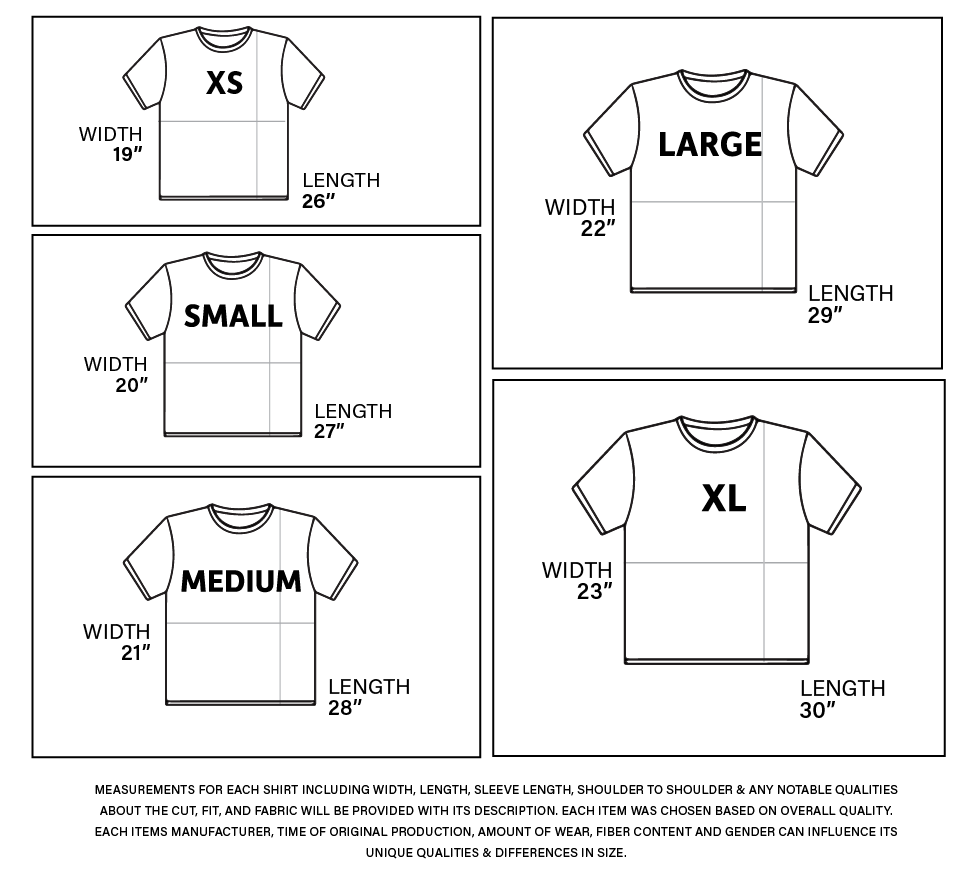 XS
WIDTH
19”
LENGTH
26”
SMALL
WIDTH
20”
LENGTH
27”
MEDIUM
WIDTH
21”
LENGTH
28”
LARGE
WIDTH
22”
LENGTH
29”
XL
WIDTH
23”
LENGTH
30”
MEASUREMENTS FOR EACH SHIRT INCLUDING WIDTH, LENGTH, SLEEVE LENGTH, SHOULDER TO SHOULDER & ANY NOTABLE QUALITIES
ABOUT THE CUT, FIT, AND FABRIC WILL BE PROVIDED WITH ITS DESCRIPTION. EACH ITEM WAS CHOSEN BASED ON OVERALL QUALITY.
EACH ITEMS MANUFACTURER, TIME OF ORIGINAL PRODUCTION, AMOUNT OF WEAR, FIBER CONTENT AND GENDER CAN INFLUENCE ITS
UNIQUE QUALITIES & DIFFERENCES IN SIZE.